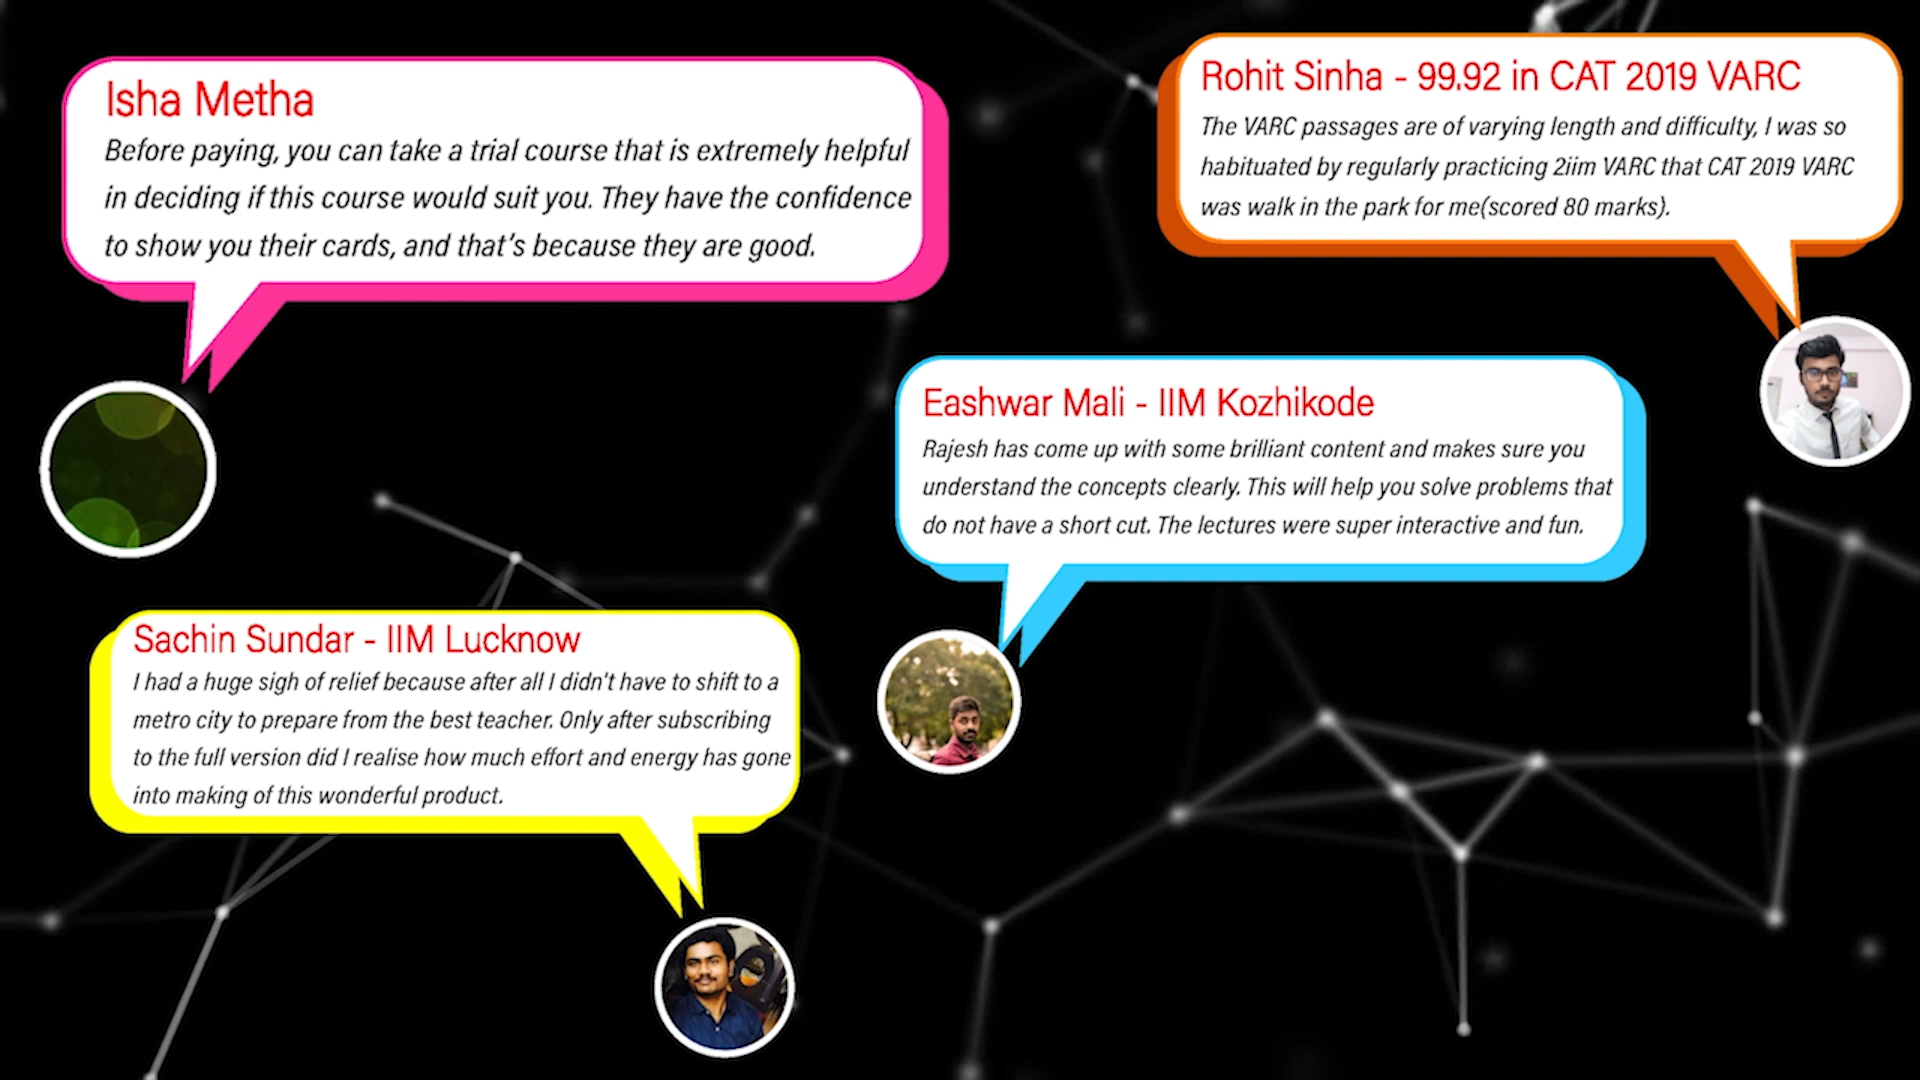 Isha Metha
Before paying, you can take a trial course that is extremely helpful
in deciding if this course would suit you. They have the confidence
to show you their cards, and that's because they are good.
Rohit Sinha - 99.92 in CAT 2019 VARC
The VARC passages are of varying length and difficulty, I was so
habituated by regularly practicing 2iim VARC that CAT 2019 VARC
was walk in the park for me(scored 80 marks).
Eashwar Mali - IIM Kozhikode
Rajesh has come up with some brilliant content and makes sure you
understand the concepts clearly. This will help you solve problems that
do not have a short cut. The lectures were super interactive and fun.
Sachin Sundar - IIM Lucknow
I had a huge sigh of relief because after all I didn't have to shift to a
metro city to prepare from the best teacher. Only after subscribing
to the full version did I realise how much effort and energy has gone
into making of this wonderful product.